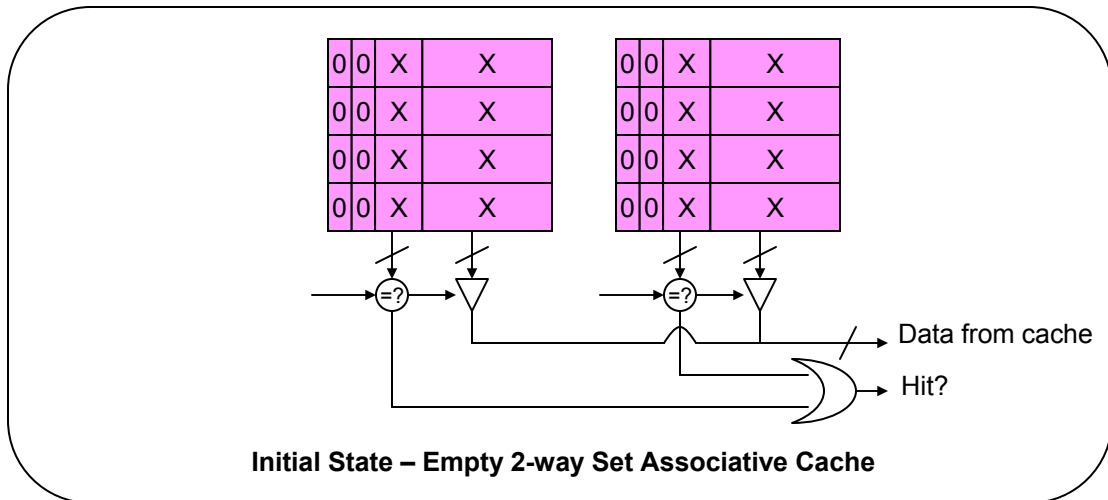 0 0 X X 0 0 X X
0 0 X X 0 0 X X
0 0 X X 0 0 X X
0 0 X X 0 0 X X
=? =?
Data from cache
Hit?
Initial State – Empty 2-way Set Associative Cache